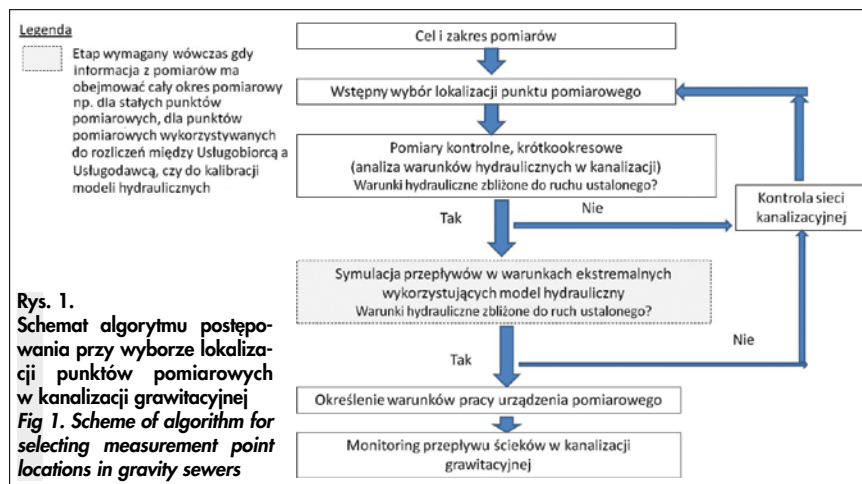 Legenda
Etap wymagany wówczas gdy
informacja z pomiarów ma
obejmować cały okres pomiarowy
np. dla stałych punktów
pomiarowych, dla punktów
pomiarowych wykorzystywanych
do rozliczeń między Usługobiorcą a
Usługodawcą, czy do kalibracji
modeli hydraulicznych
Cel i zakres pomiarów
Wstępny wybór lokalizacji punktu pomiarowego
Pomiary kontrolne, krótkookresowe
(analiza warunków hydraulicznych w kanalizacji)
Warunki hydrauliczne zbliżone do ruchu ustalonego?
Tak
Nie
Kontrola sieci
kanalizacyjnej
Symulacja przepływów w warunkach ekstremalnych
wykorzystujących model hydrauliczny
Warunki hydrauliczne zbliżone do ruch ustalonego?
Tak
Nie
Określenie warunków pracy urządzenia pomiarowego
Monitoring przepływu ścieków w kanalizacji
grawitacyjnej
Rys. 1.
Schemat algorytmu postępo-
wania przy wyborze lokaliza-
cji punktów pomiarowych
w kanalizacji grawitacyjnej
Fig 1. Scheme of algorithm for
selecting measurement point
locations in gravity sewers